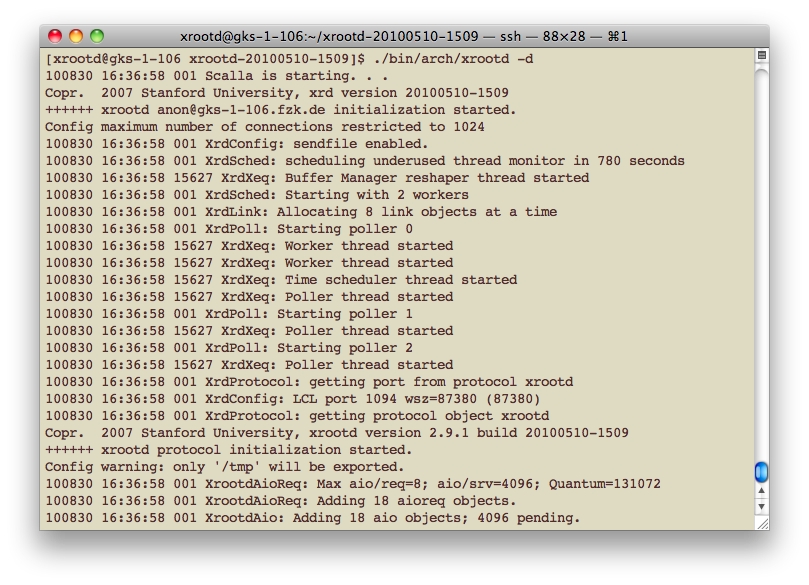 xrootd@gks-1-106:~/xrootd-20100510-1509 — ssh — 88×28 — ⌘1
[xrootd@gks-1-106 xrootd-20100510-1509]$ ./bin/arch/xrootd -d
100830 16:36:58 001 Scalla is starting. . .
Copr.  2007 Stanford University, xrd version 20100510-1509
++++++ xrootd anon@gks-1-106.fzk.de initialization started.
Config maximum number of connections restricted to 1024
100830 16:36:58 001 XrdConfig: sendfile enabled.
100830 16:36:58 001 XrdSched: scheduling underused thread monitor in 780 seconds
100830 16:36:58 15627 XrdXeq: Buffer Manager reshaper thread started
100830 16:36:58 001 XrdSched: Starting with 2 workers
100830 16:36:58 001 XrdLink: Allocating 8 link objects at a time
100830 16:36:58 001 XrdPoll: Starting poller 0
100830 16:36:58 15627 XrdXeq: Worker thread started
100830 16:36:58 15627 XrdXeq: Worker thread started
100830 16:36:58 15627 XrdXeq: Time scheduler thread started
100830 16:36:58 15627 XrdXeq: Poller thread started
100830 16:36:58 001 XrdPoll: Starting poller 1
100830 16:36:58 15627 XrdXeq: Poller thread started
100830 16:36:58 001 XrdPoll: Starting poller 2
100830 16:36:58 15627 XrdXeq: Poller thread started
100830 16:36:58 001 XrdProtocol: getting port from protocol xrootd
100830 16:36:58 001 XrdConfig: LCL port 1094 wsz=87380 (87380)
100830 16:36:58 001 XrdProtocol: getting protocol object xrootd
Copr.  2007 Stanford University, xrootd version 2.9.1 build 20100510-1509
++++++ xrootd protocol initialization started.
Config warning: only '/tmp' will be exported.
100830 16:36:58 001 XrootdAioReq: Max aio/req=8; aio/srv=4096; Quantum=131072
100830 16:36:58 001 XrootdAioReq: Adding 18 aioreq objects.
100830 16:36:58 001 XrootdAio: Adding 18 aio objects; 4096 pending.